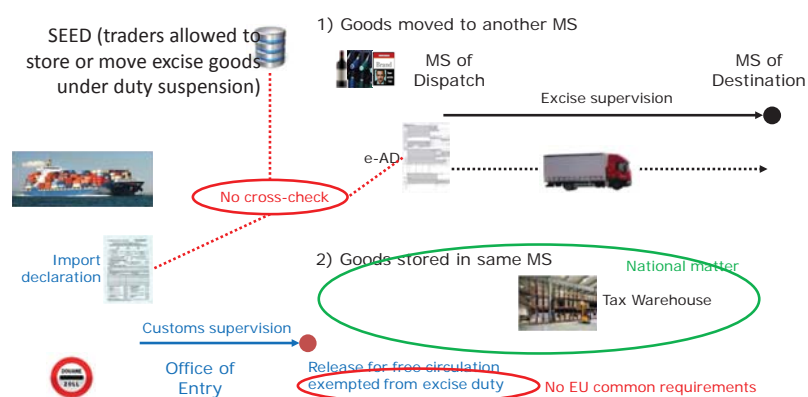 SEED (traders allowed to
store or move excise goods
under duty suspension)
1) Goods moved to another MS
Brand
MS of
Dispatch
MS of
Destination
Excise supervision
e-AD
No cross-check
Import
declaration
2) Goods stored in same MS
National matter
Tax Warehouse
Customs supervision
DOUANE
ZOLL
Office of
Entry
Release for free circulation
exempted from excise duty
No EU common requirements